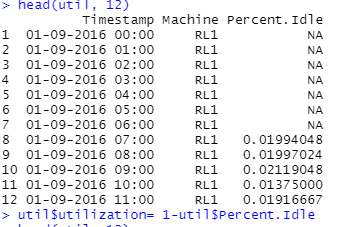 > head(util, 12)
Timestamp Machine Percent.Idle
1 01-09-2016 00:00 RL1 NA
2 01-09-2016 01:00 RL1 NA
3 01-09-2016 02:00 RL1 NA
4 01-09-2016 03:00 RL1 NA
5 01-09-2016 04:00 RL1 NA
6 01-09-2016 05:00 RL1 NA
7 01-09-2016 06:00 RL1 NA
8 01-09-2016 07:00 RL1 0.01994048
9 01-09-2016 08:00 RL1 0.01997024
10 01-09-2016 09:00 RL1 0.02119048
11 01-09-2016 10:00 RL1 0.01375000
12 01-09-2016 11:00 RL1 0.01916667
> util$utilization= 1-util$Percent.Idle